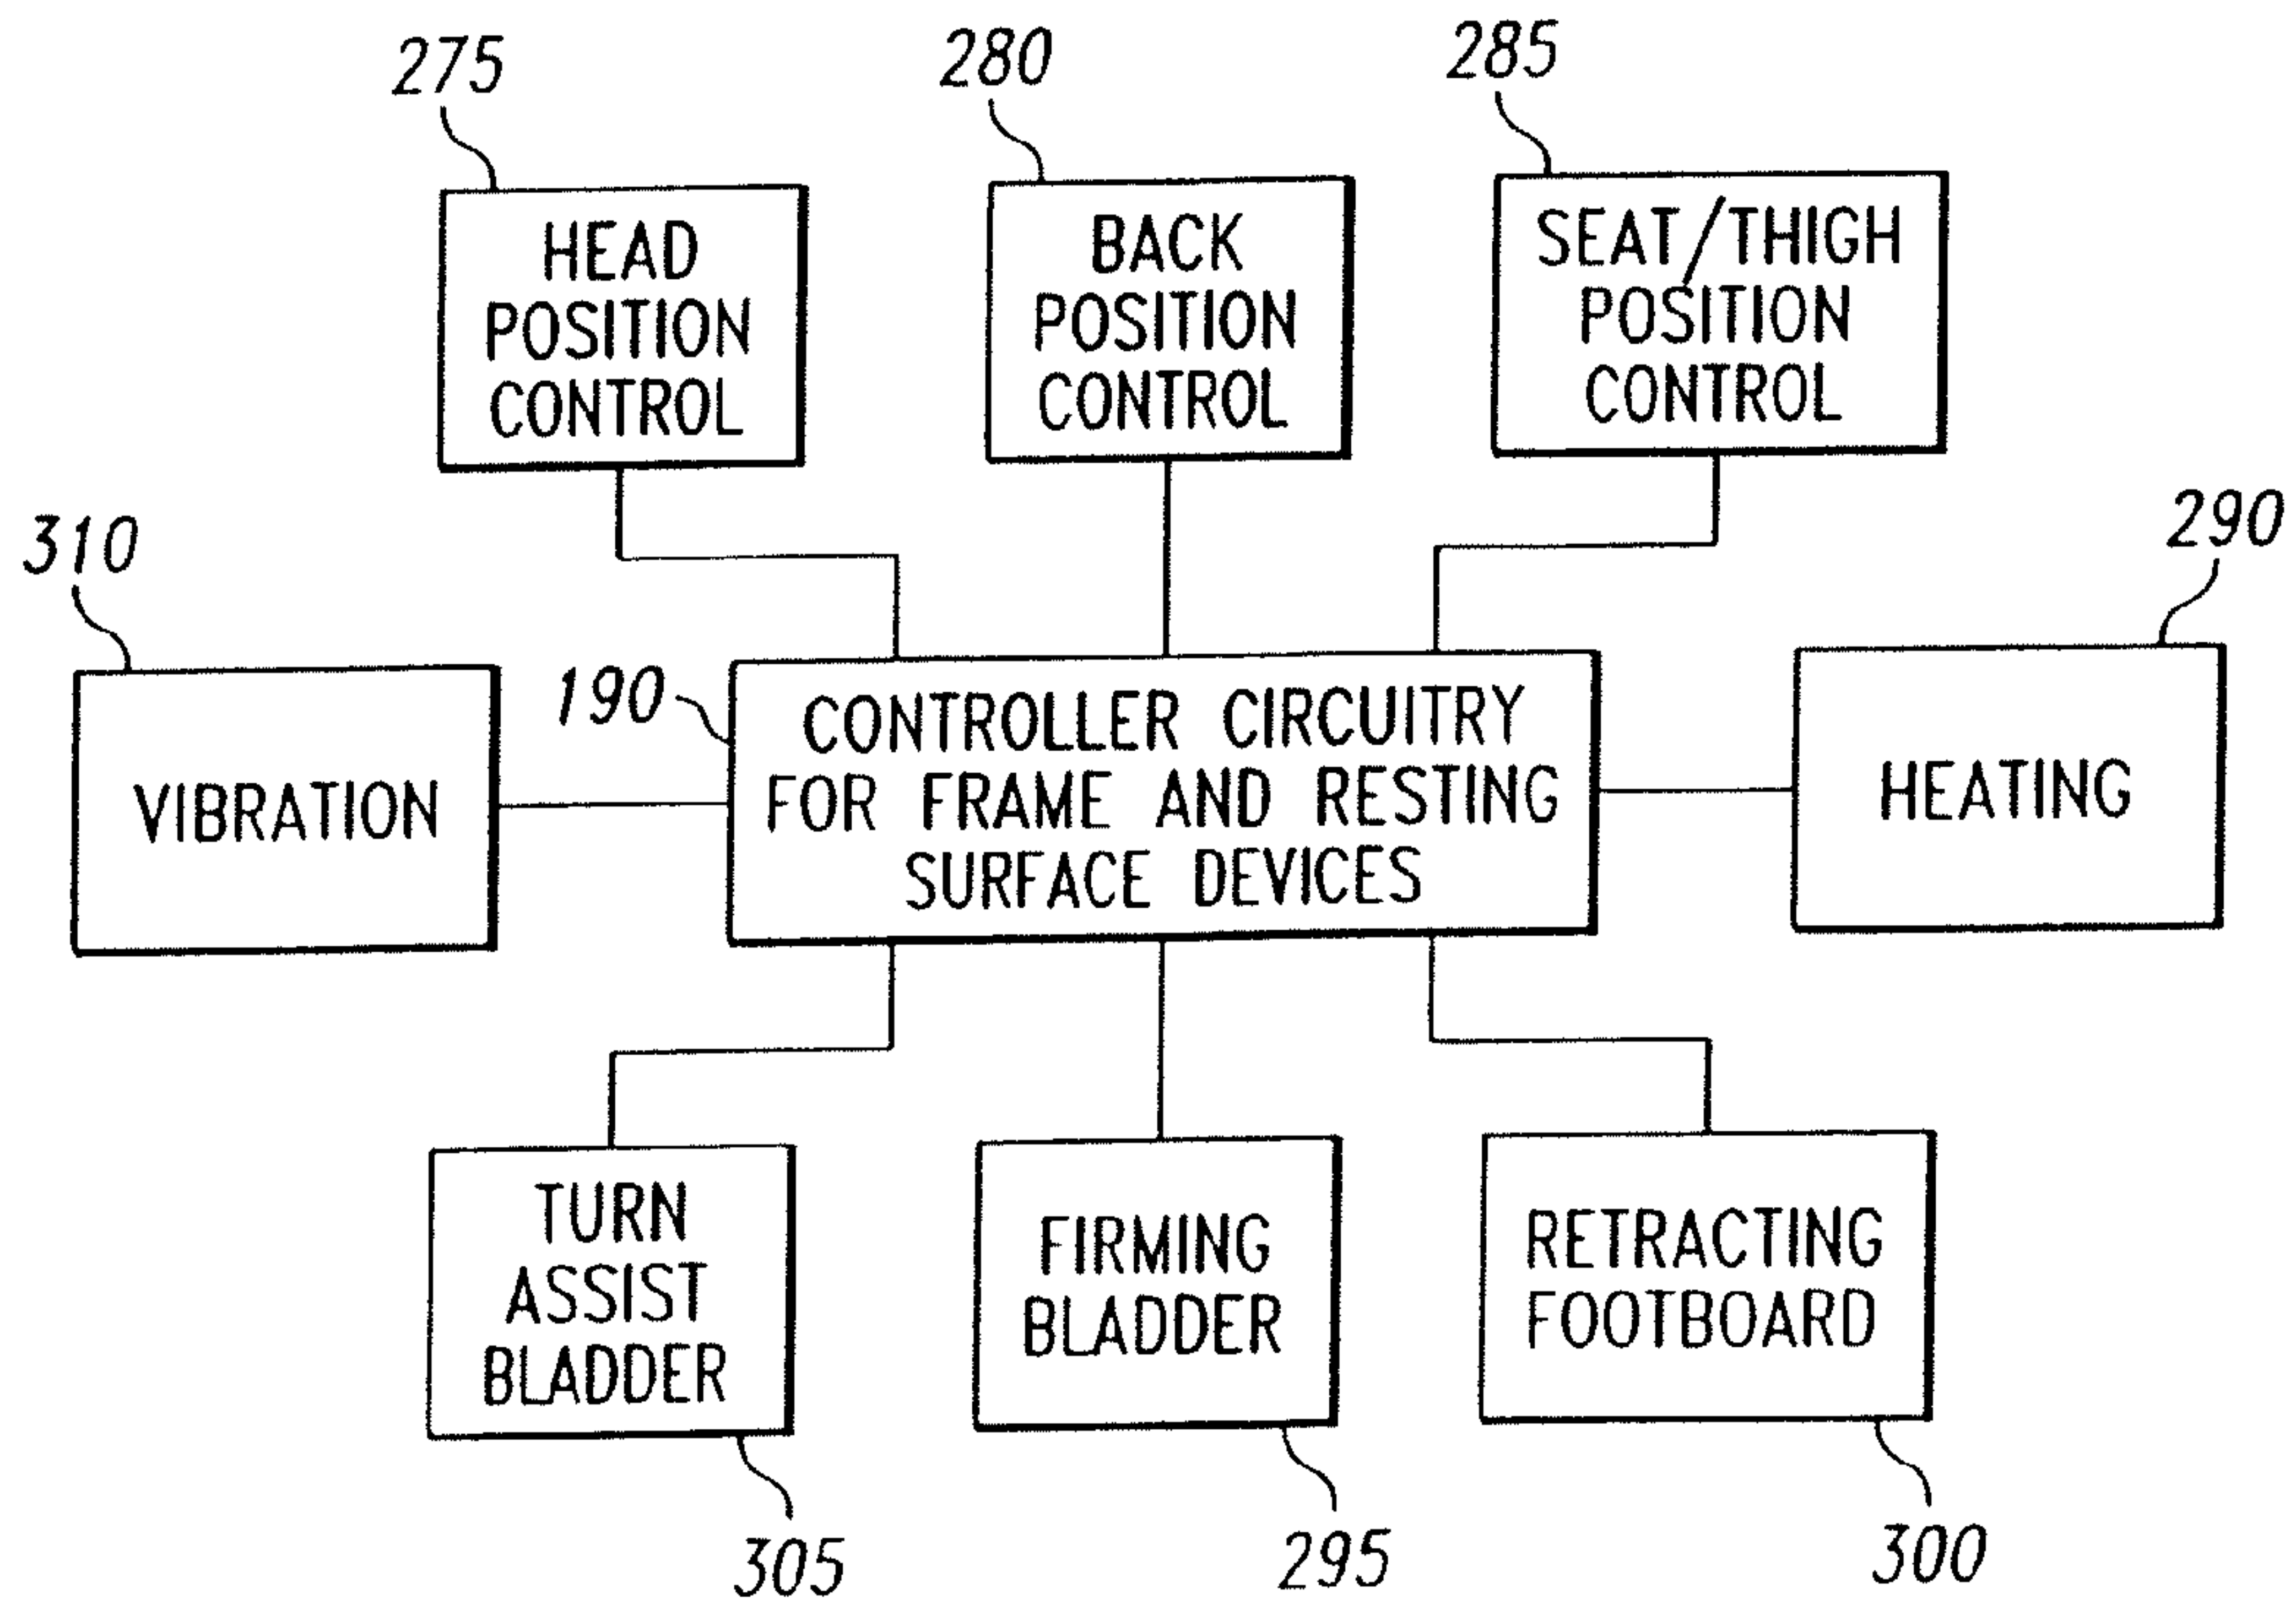 275
280
285
HEAD
POSITION
CONTROL
BACK
POSITION
CONTROL
SEAT/THIGH
POSITION
CONTROL
310
290
190
VIBRATION
CONTROLLER CIRCUITRY
FOR FRAME AND RESTING
SURFACE DEVICES
HEATING
TURN
ASSIST
BLADDER
FIRMING
BLADDER
RETRACTING
FOOTBOARD
305
295
300